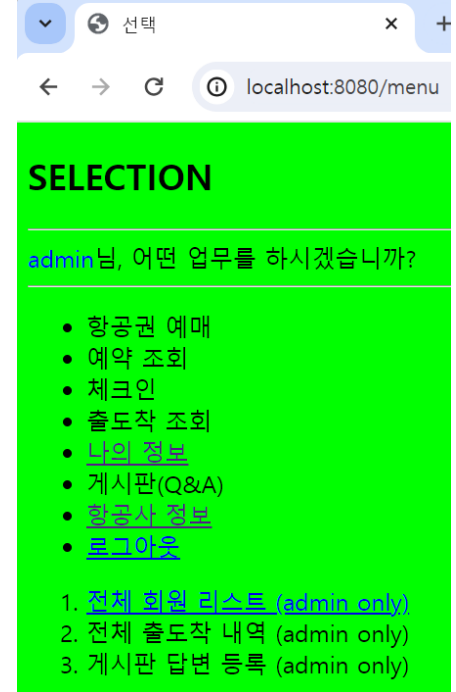 선택
localhost:8080/menu
SELECTION
admin님, 어떤 업무를 하시겠습니까?
항공권 예매
예약 조회
체크인
출도착 조회
나의 정보
게시판(Q&A)
항공사 정보
로그아웃
1. 전체 회원 리스트 (admin only)
2. 전체 출도착 내역 (admin only)
3. 게시판 답변 등록 (admin only)